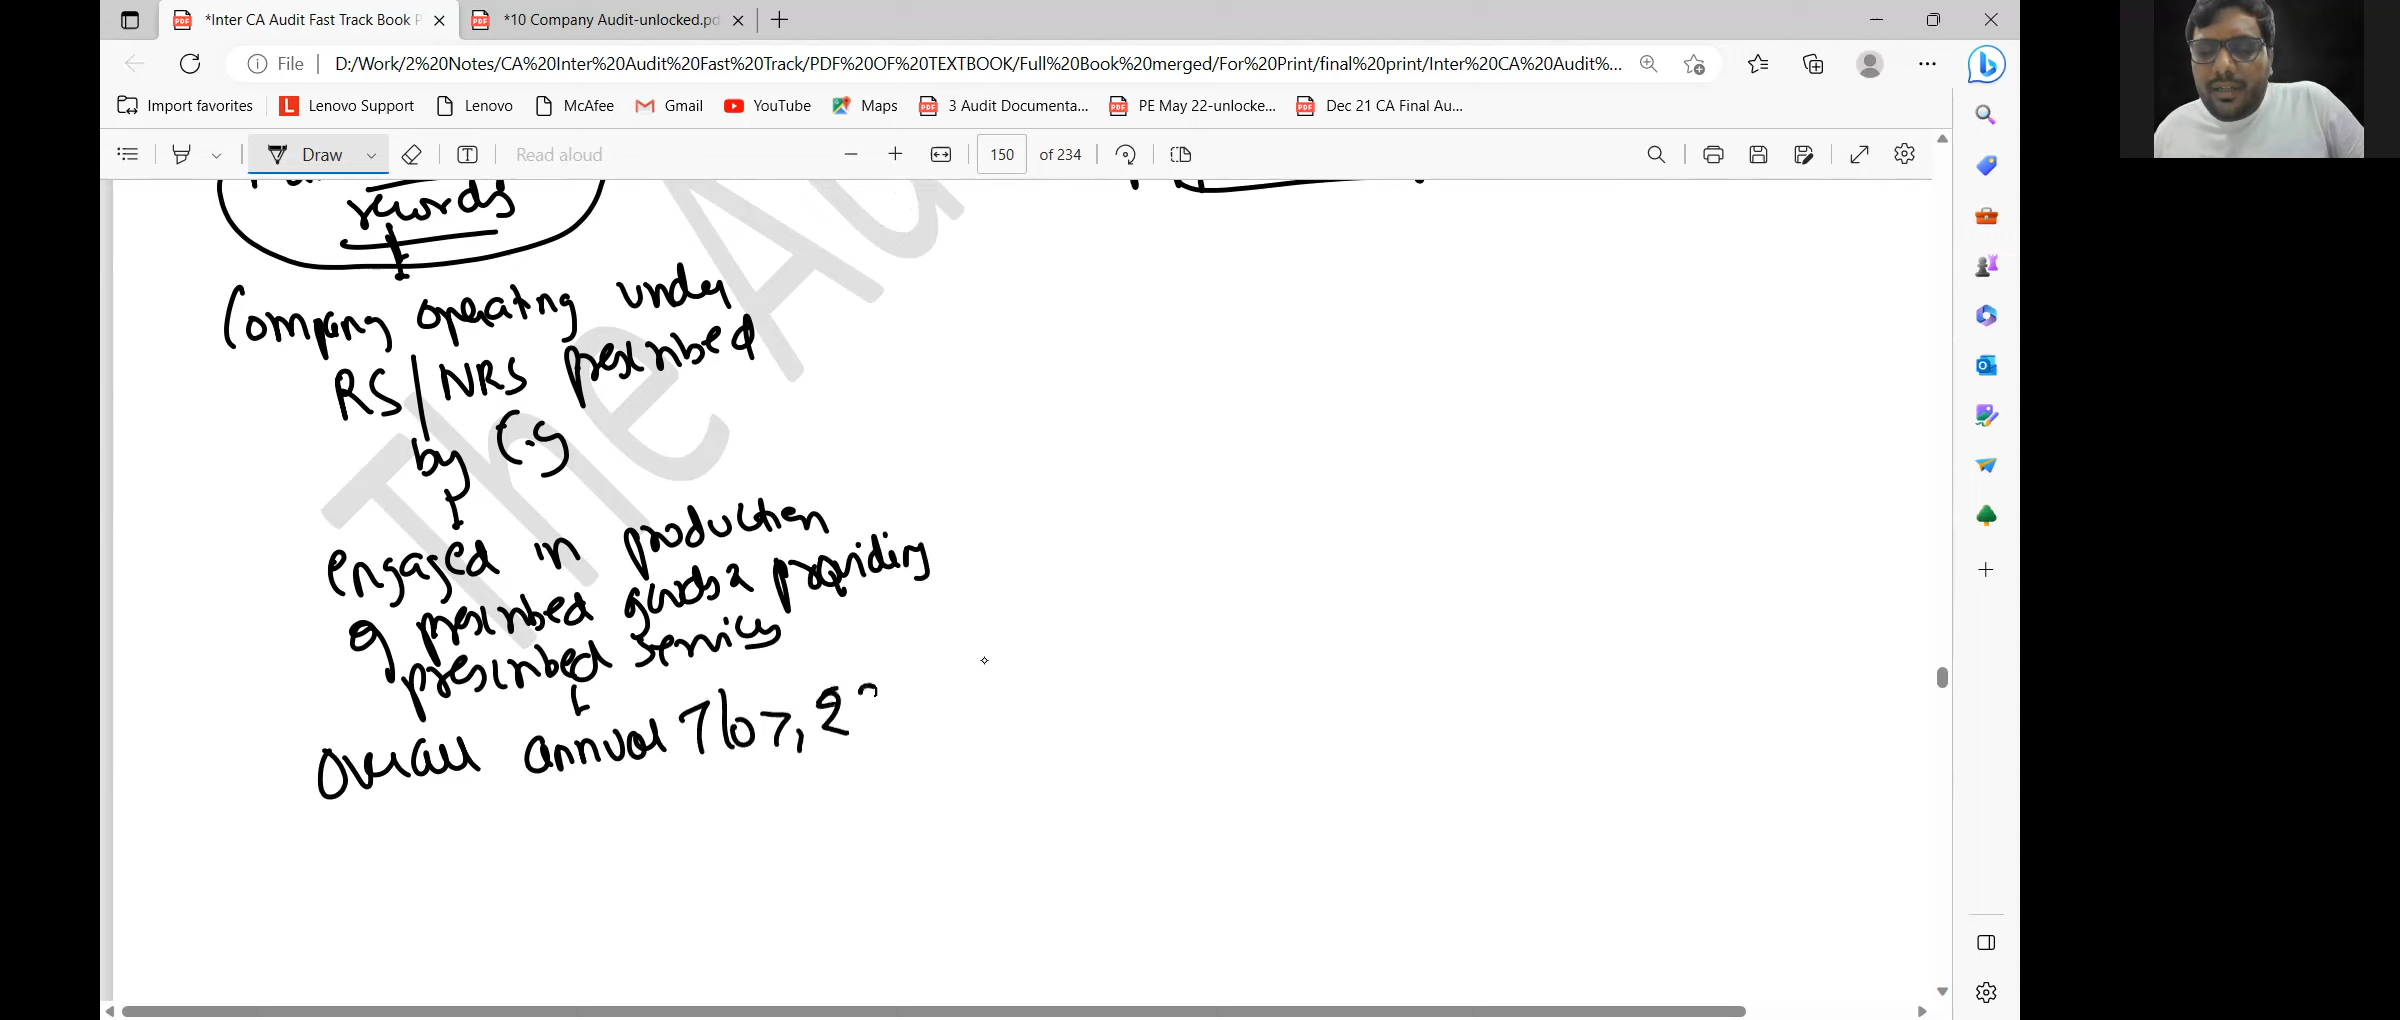 *Inter CA Audit Fast Track Book P
*10 Company Audit-unlocked.pd
File
D:/Work/2%20Notes/CA%20Inter%20Audit%20Fast%20Track/PDF%20OF%20TEXTBOOK/Full%20Book%20merged/For%20Print/final%20print/Inter%20CA%20Audit%...
Import favorites
Lenovo Support
Lenovo
McAfee
Gmail
YouTube
Maps
3 Audit Documenta...
PE May 22-unlocke...
Dec 21 CA Final Au...
Draw
Read aloud
150 of 234
records
Company operating under
RS/NRS prescribed
by C.G
engaged in production
of prescribed goods & providing
prescribed services
Overall annual T/o >, 2
The Au